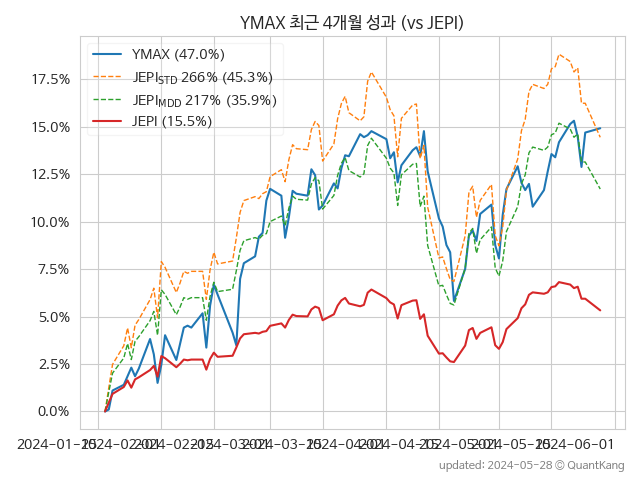 YMAX 최근 4개월 성과 (vs JEPI)
YMAX (47.0%)
JEPI_STD 266% (45.3%)
JEPI_MDD 217% (35.9%)
JEPI (15.5%)
17.5%
15.0%
12.5%
10.0%
7.5%
5.0%
2.5%
0.0%
2024−01−15 2024−02−01 2024−02−15 2024−03−01 2024−03−15 2024−04−01 2024−04−15 2024−05−01 2024−05−15 2024−06−01
updated: 2024-05-28 © QuantKang